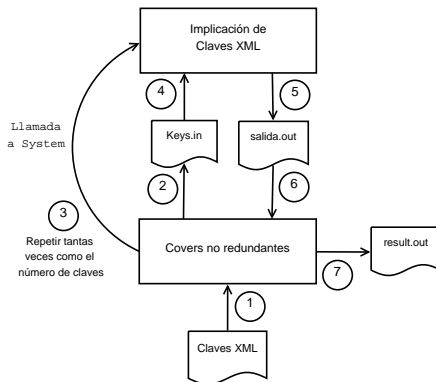 Implicación de
Claves XML
4
5
Llamada
a System
Keys.in
salida.out
2
6
3
Repetir tantas
veces como el
número de claves
Covers no redundantes
result.out
7
1
Claves XML